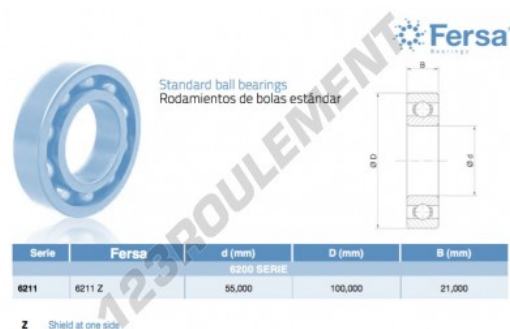 Fersa
Bearings
Standard ball bearings
Rodamientos de bolas estándar
B
Ø D
Ø d
Serie Fersa d (mm) D (mm) B (mm)
6200 SERIE
6211 6211 Z 55,000 100,000 21,000
Z Shield at one side
123ROULEMENT